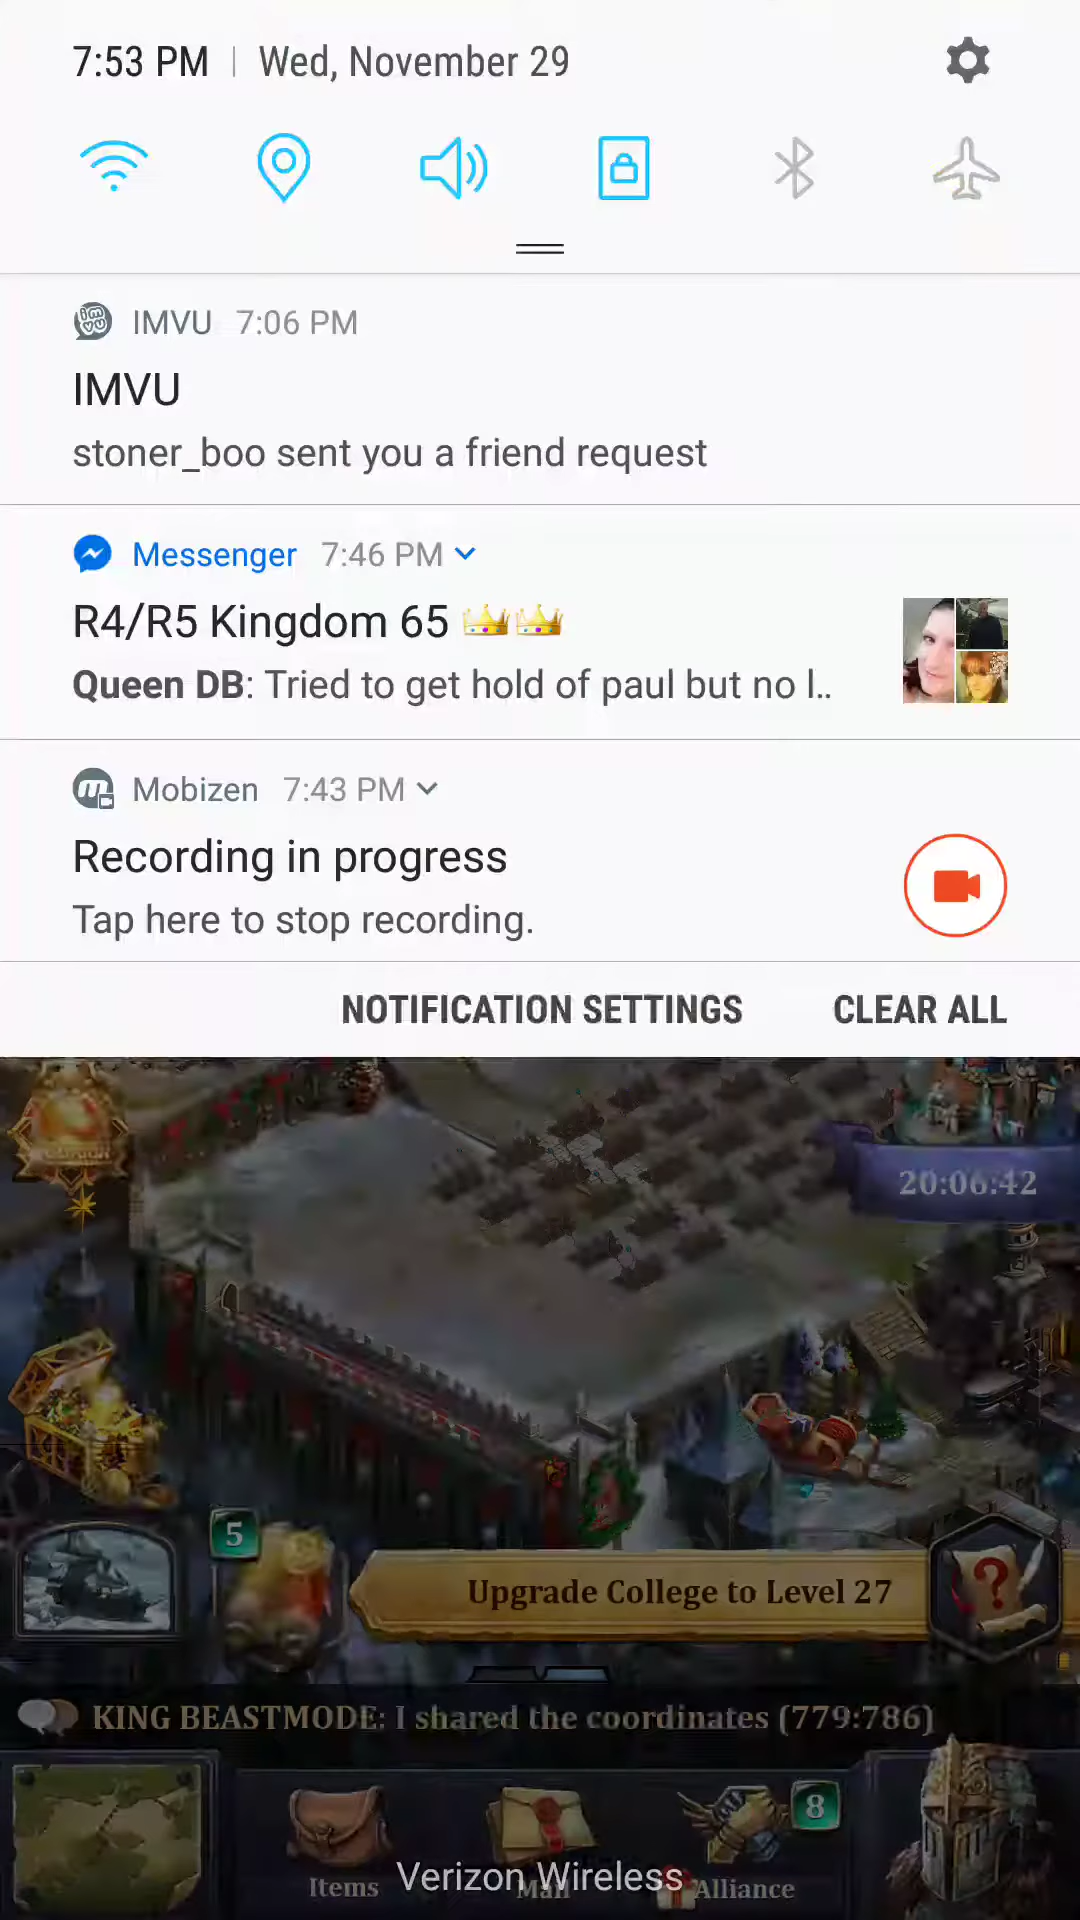 7:53 PM | Wed, November 29
IMVU 7:06 PM
IMVU
stoner_boo sent you a friend request
Messenger 7:46 PM
R4/R5 Kingdom 65 👑👑
Queen DB: Tried to get hold of paul but no l..
Mobizen 7:43 PM
Recording in progress
Tap here to stop recording.
NOTIFICATION SETTINGS CLEAR ALL
20:06:42
5
Upgrade College to Level 27
?
KING BEASTMODE: I shared the coordinates (779:786)
8
Items Mail Alliance
Verizon Wireless